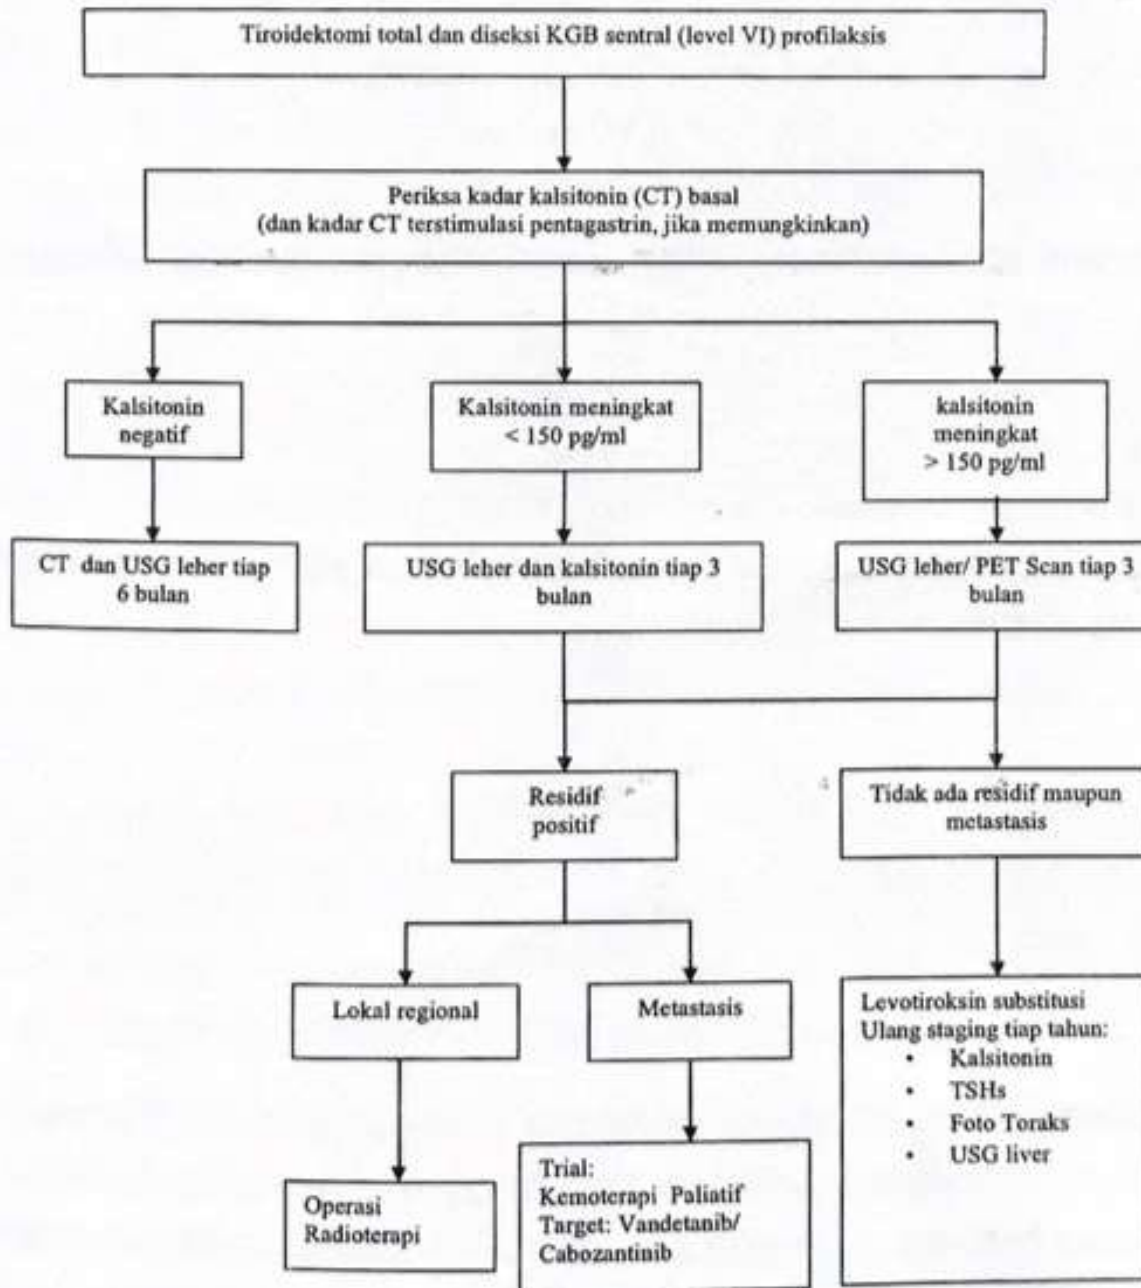 Tiroidektomi total dan diseksi KGB sentral (level VI) profilaksis
Periksa kadar kalsitonin (CT) basal
(dan kadar CT terstimulasi pentagastrin, jika memungkinkan)
Kalsitonin
negatif
Kalsitonin meningkat
< 150 pg/ml
kalsitonin
meningkat
> 150 pg/ml
CT dan USG leher tiap
6 bulan
USG leher dan kalsitonin tiap 3
bulan
USG leher/ PET Scan tiap 3
bulan
Residif
positif
Tidak ada residif maupun
metastasis
Lokal regional
Metastasis
Levotiroksin substitusi
Ulang staging tiap tahun:
• Kalsitonin
• TSHs
• Foto Toraks
• USG liver
Operasi
Radioterapi
Trial:
Kemoterapi Paliatif
Target: Vandetanib/
Cabozantinib